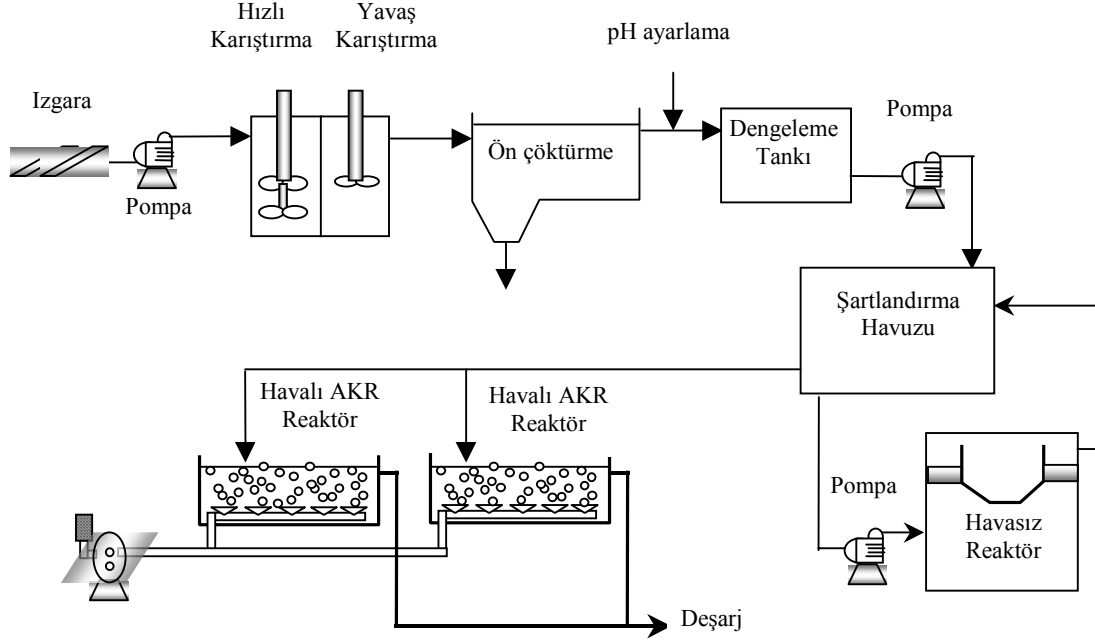 Hızlı
Karıştırma
Yavaş
Karıştırma
pH ayarlama
Izgara
Pompa
Ön çöktürme
Dengeleme
Tankı
Pompa
Şartlandırma
Havuzu
Havalı AKR
Reaktör
Havalı AKR
Reaktör
Pompa
Havasız
Reaktör
Deşarj